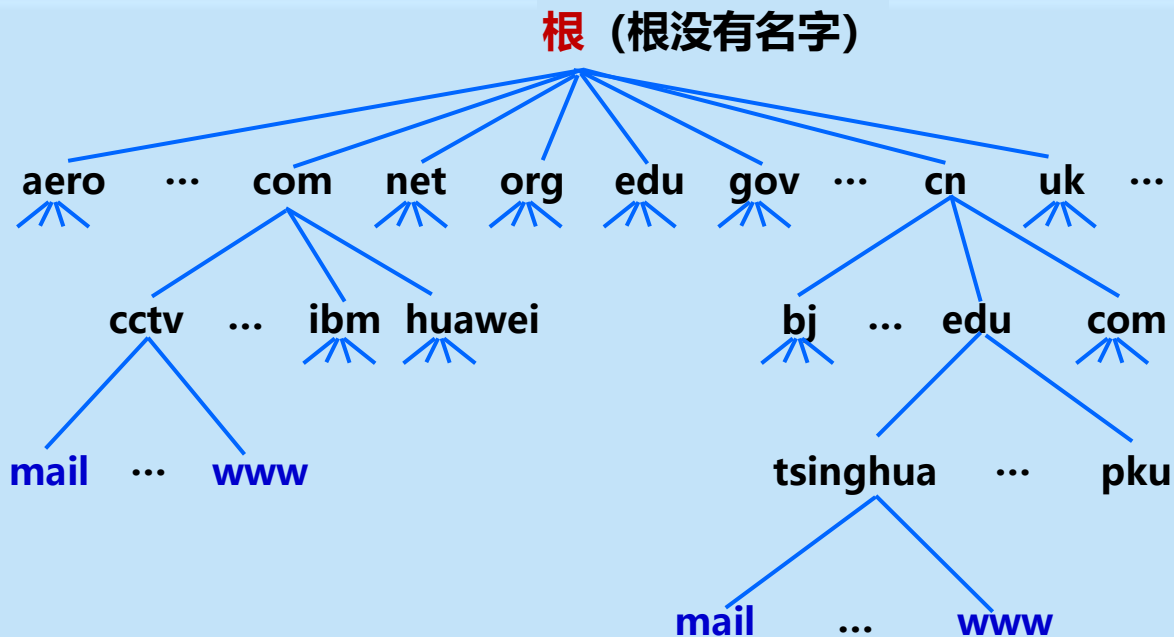 根 (根没有名字)
aero … com net org edu gov … cn uk …
cctv … ibm huawei bj … edu com
mail … www tsinghua … pku
mail … www